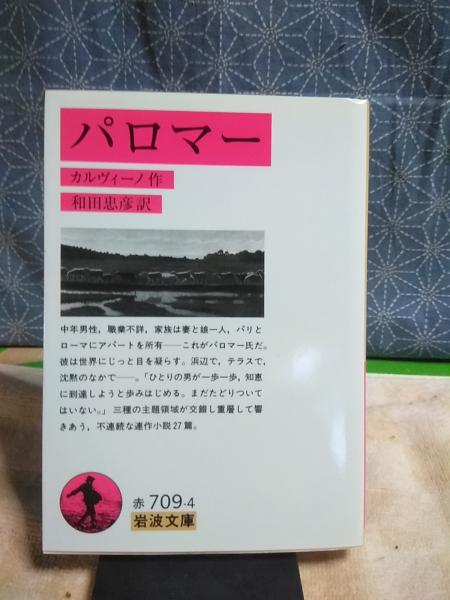 パロマー
カルヴィーノ作
和田忠彦訳
中年男性，職業不詳，家族は妻と娘一人，パリと
ローマにアパートを所有──これがパロマー氏だ。
彼は世界にじっと目を凝らす。浜辺で，テラスで，
沈黙のなかで──。「ひとりの男が一歩一歩，知恵
に到達しようと歩みはじめる。まだたどりついて
はいない。」三種の主題領域が交錯し重層して響
きあう，不連続な連作小説27篇。
赤 709-4
岩波文庫